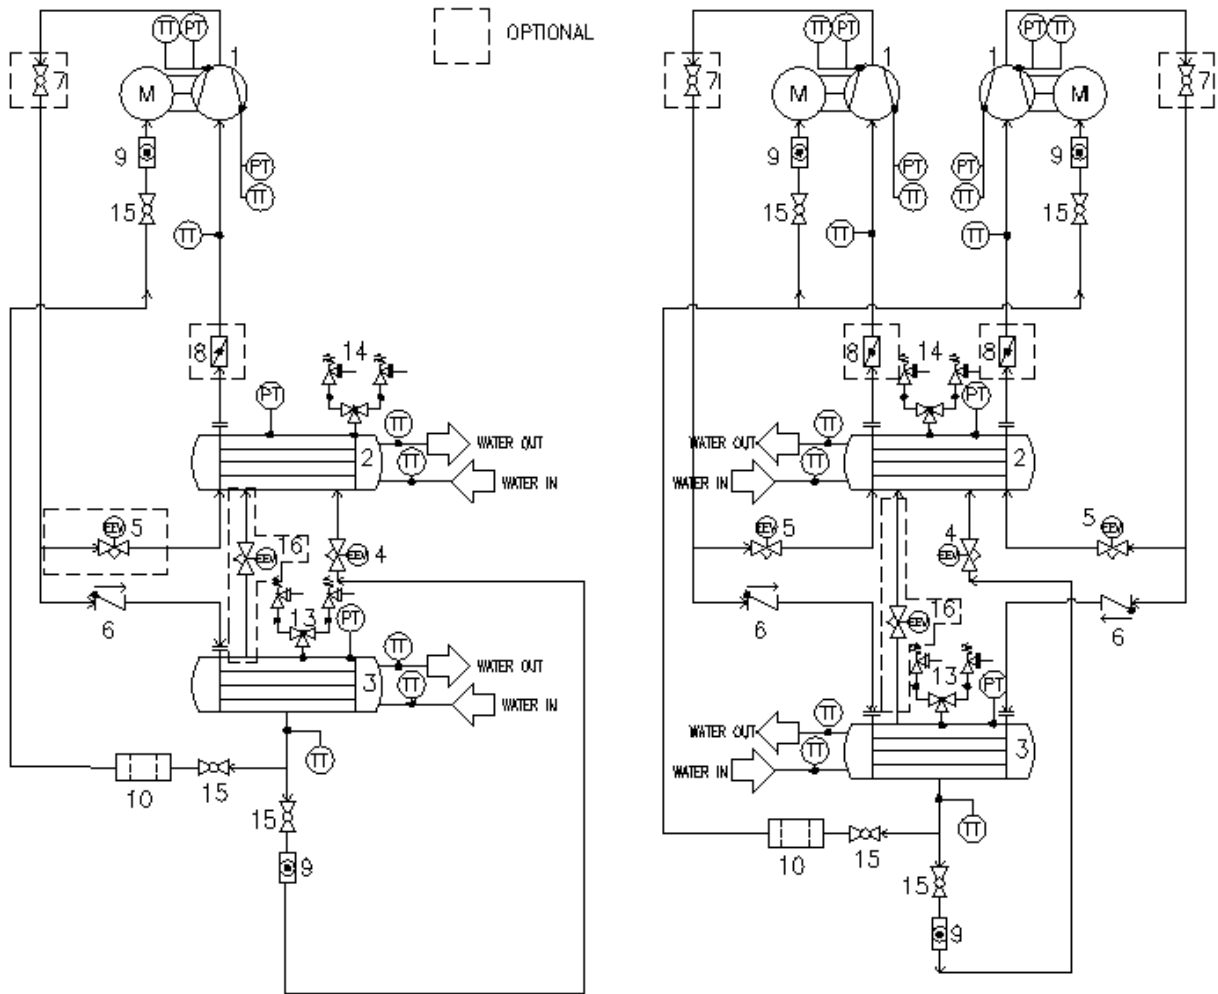 OPTIONAL
TT PT 1
7
M
9
PT
TT
15
TT
8
14
PT
TT
WATER OUT
2
TT
WATER IN
EEV 5
16
EEV
EEV 4
6
13
PT
TT
WATER OUT
3
TT
WATER IN
TT
10
15
15
9
TT PT 1
1 PT TT
7
7
M
M
9
9
PT
TT
PT
TT
15
15
TT
TT
8
8
14
PT
TT
WATER OUT
2
TT
WATER IN
EEV 5
4
EEV
5 EEV
16
EEV
6
6
13
PT
TT
WATER OUT
3
TT
WATER IN
TT
10
15
15
9